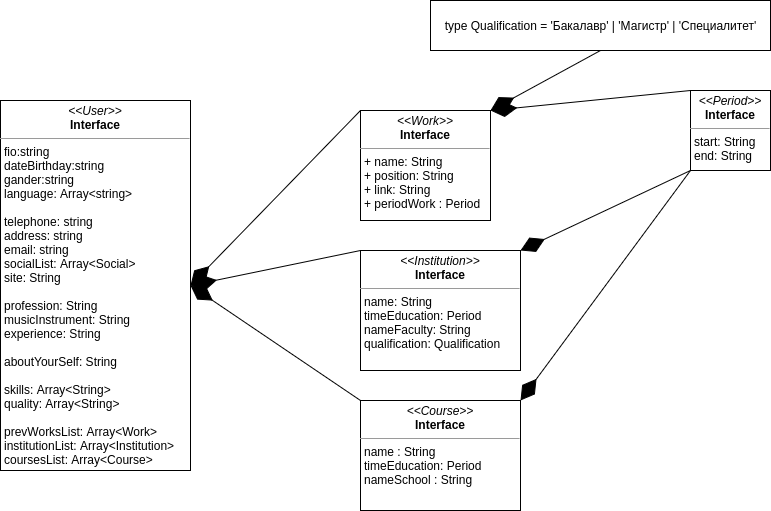 type Qualification = 'Бакалавр' | 'Магистр' | 'Специалитет'
<<User>>
Interface
fio:string
dateBirthday:string
gander:string
language: Array<string>
telephone: string
address: string
email: string
socialList: Array<Social>
site: String
profession: String
musicInstrument: String
experience: String
aboutYourSelf: String
skills: Array<String>
quality: Array<String>
prevWorksList: Array<Work>
institutionList: Array<Institution>
coursesList: Array<Course>
<<Work>>
Interface
+ name: String
+ position: String
+ link: String
+ periodWork : Period
<<Institution>>
Interface
name: String
timeEducation: Period
nameFaculty: String
qualification: Qualification
<<Course>>
Interface
name : String
timeEducation: Period
nameSchool : String
<<Period>>
Interface
start: String
end: String